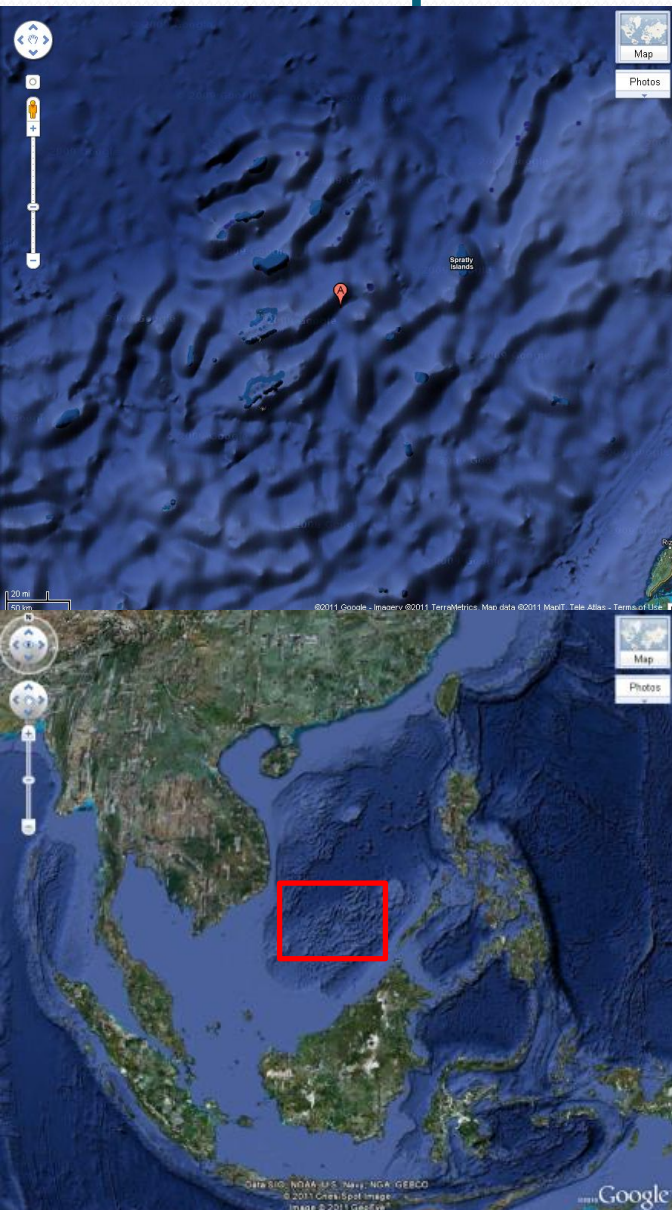 Map
Photos
Spratly
Islands
A
20 mi
50 km
©2011 Google - Imagery ©2011 TerraMetrics, Map data ©2011 MapIT, Tele Atlas - Terms of Use
N
Map
Photos
Data SIO, NOAA, U.S. Navy, NGA, GEBCO
© 2011 Cnes/Spot Image
Image © 2011 GeoEye
Google